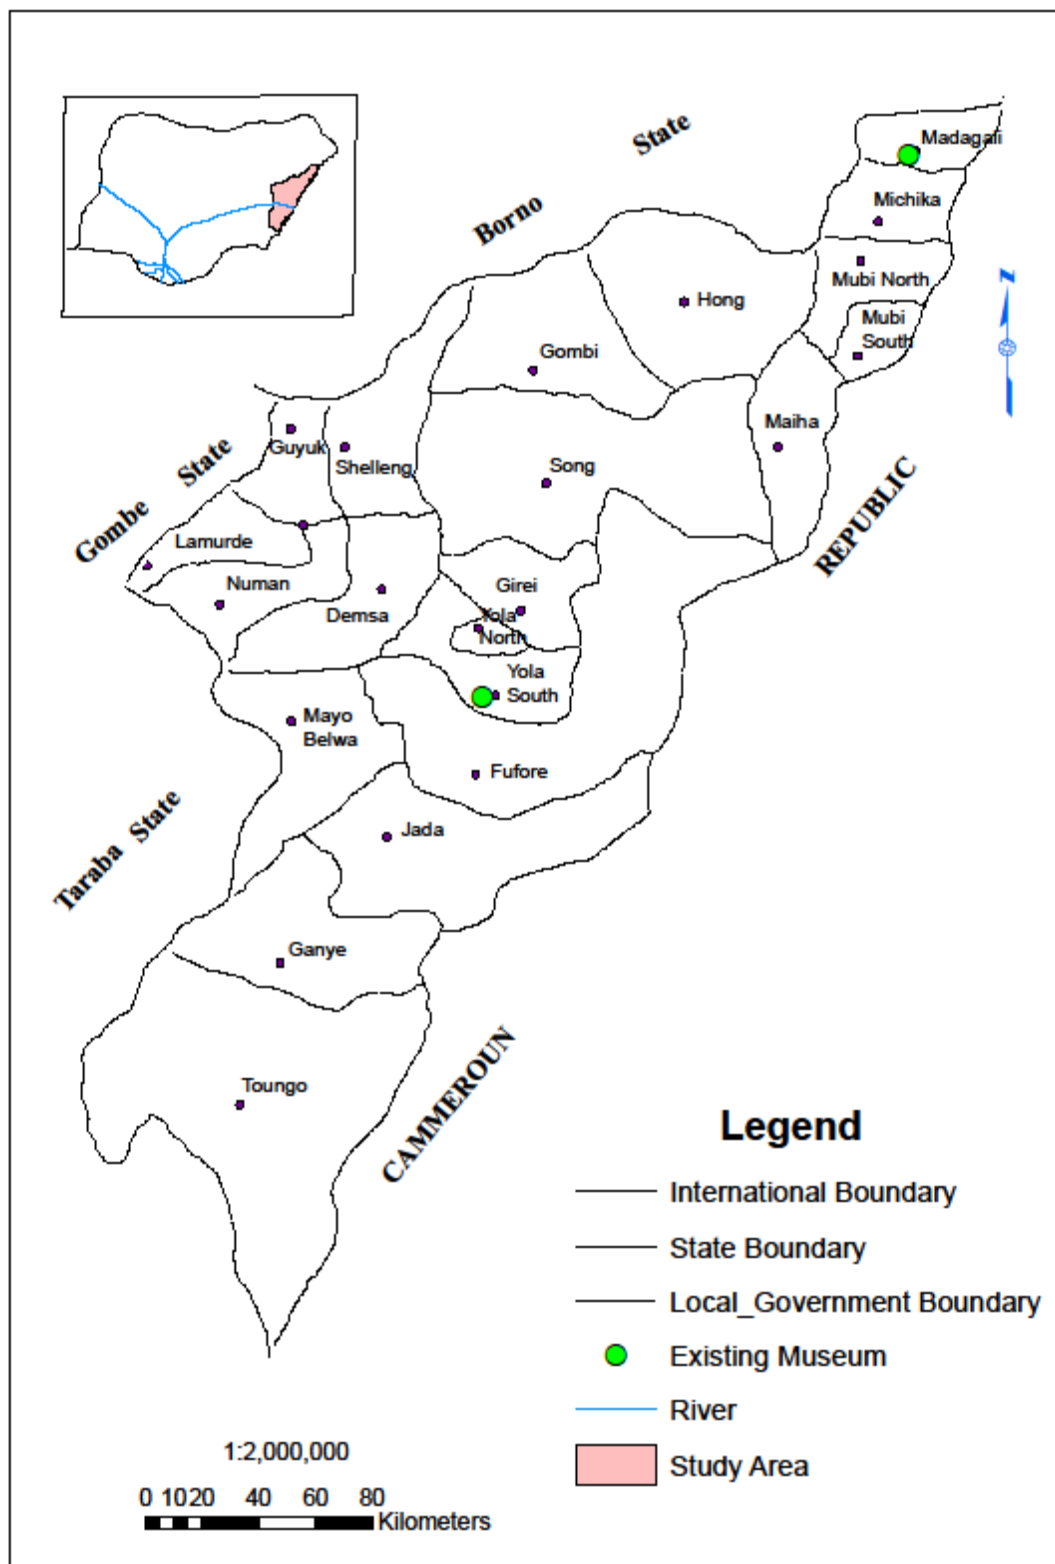 State
Borno
Madagali
Michika
Mubi North
Mubi
South
Z
Hong
Gombi
Maiha
Guyuk
Shelleng
Song
Gombe State
REPUBLIC
Lamurde
Numan
Demsa
Girei
Yola
North
Yola
South
Mayo
Belwa
Fufore
Jada
Taraba State
Ganye
Toungo
CAMMEROUN
Legend
International Boundary
State Boundary
Local_Government Boundary
Existing Museum
River
Study Area
1:2,000,000
0 10 20 40 60 80
Kilometers